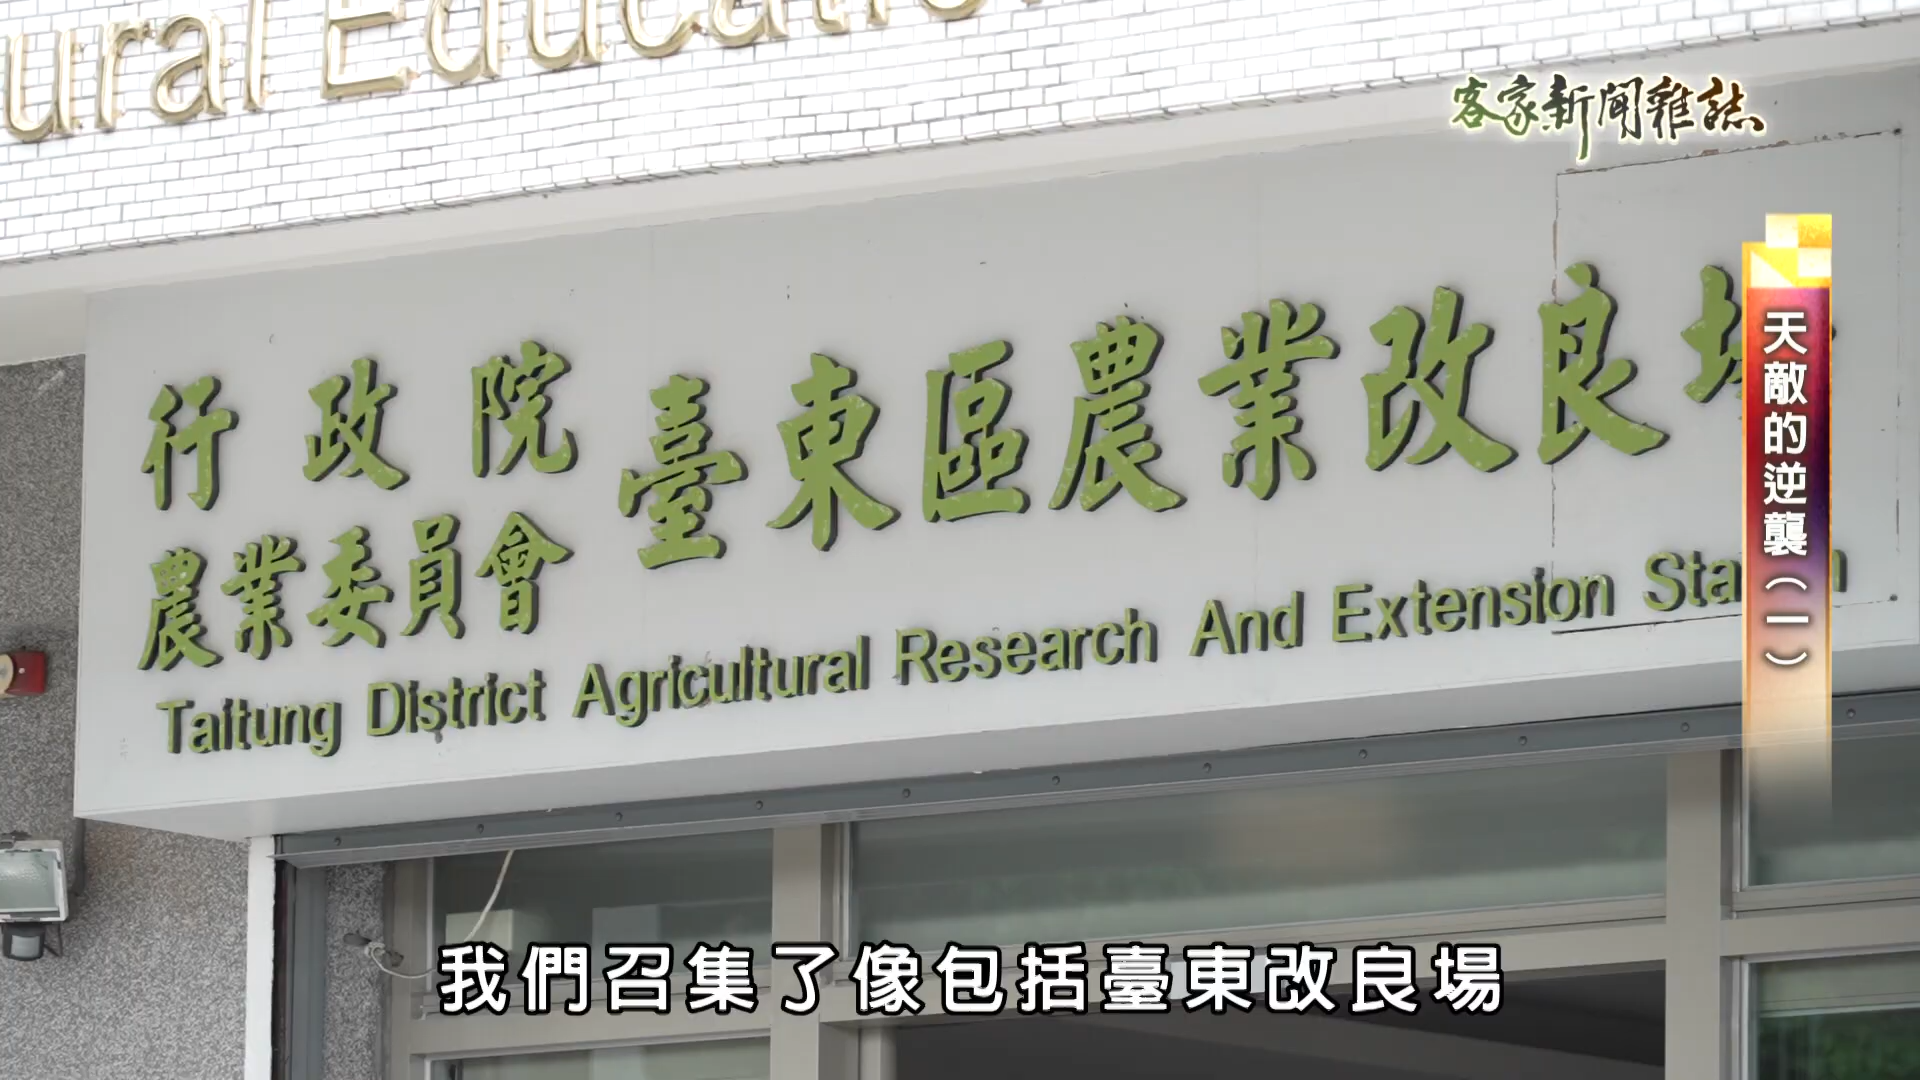 ural Education
客家新聞雜誌
行政院
農業委員會
臺東區農業改良場
Taitung District Agricultural Research And Extension Station
天敵的逆襲(一)
我們召集了像包括臺東改良場